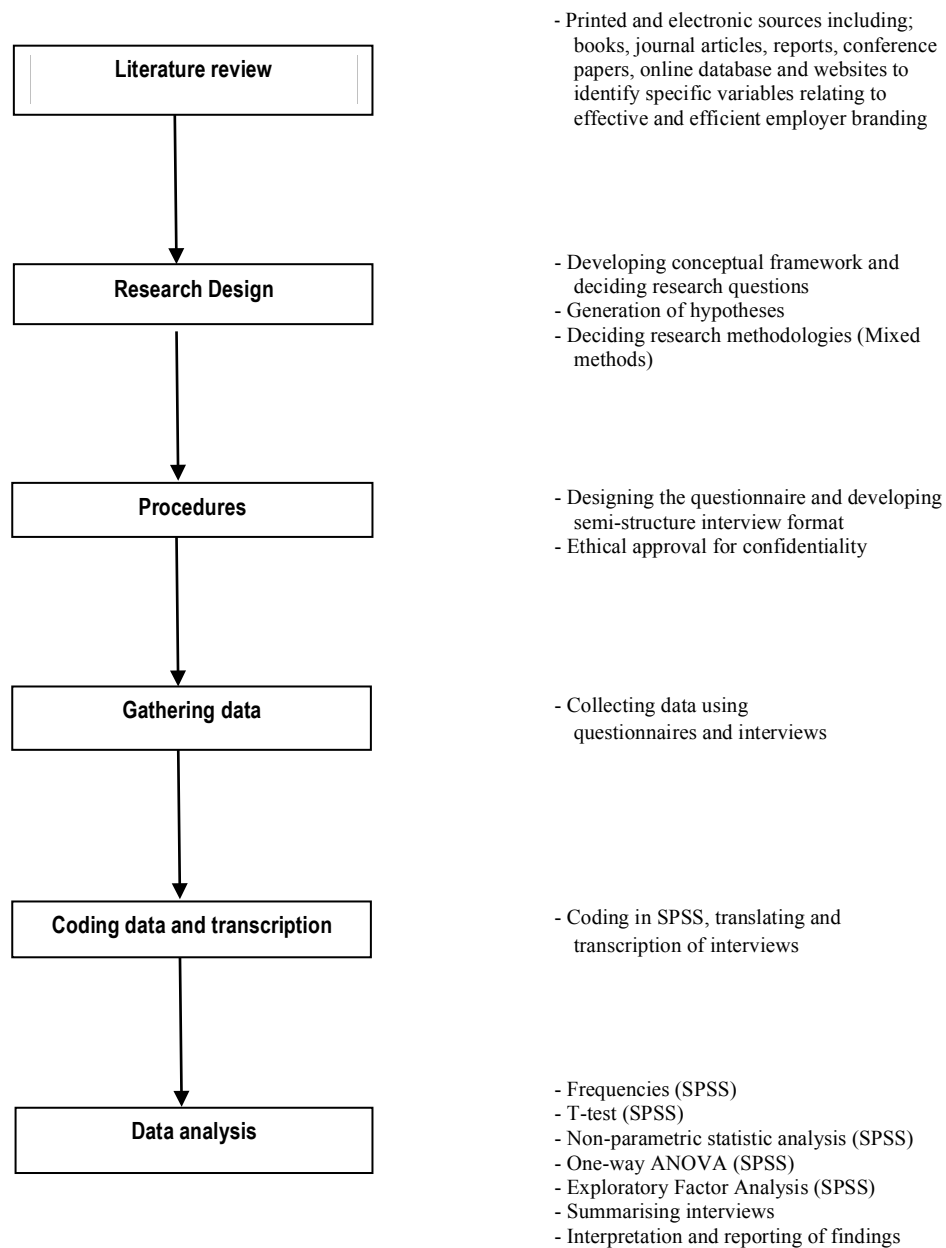 Literature review
- Printed and electronic sources including;
books, journal articles, reports, conference
papers, online database and websites to
identify specific variables relating to
effective and efficient employer branding
Research Design
- Developing conceptual framework and
deciding research questions
- Generation of hypotheses
- Deciding research methodologies (Mixed
methods)
Procedures
- Designing the questionnaire and developing
semi-structure interview format
- Ethical approval for confidentiality
Gathering data
- Collecting data using
questionnaires and interviews
Coding data and transcription
- Coding in SPSS, translating and
transcription of interviews
Data analysis
- Frequencies (SPSS)
- T-test (SPSS)
- Non-parametric statistic analysis (SPSS)
- One-way ANOVA (SPSS)
- Exploratory Factor Analysis (SPSS)
- Summarising interviews
- Interpretation and reporting of findings